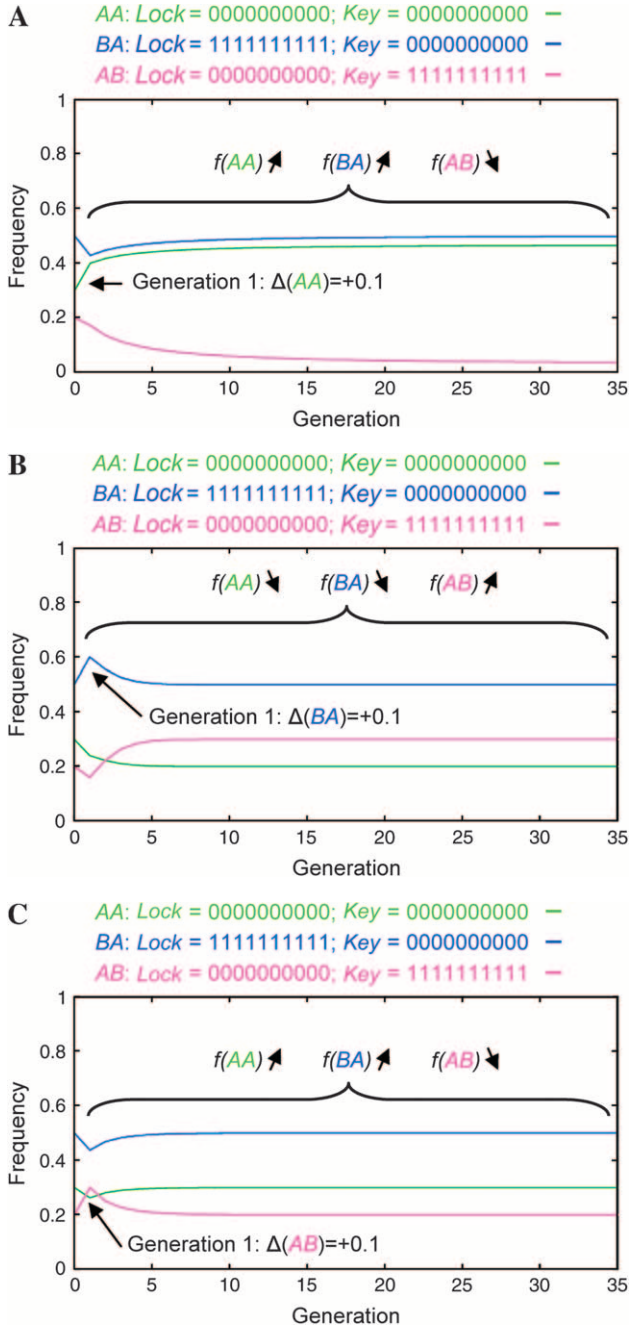 A
AA: Lock = 0000000000; Key = 0000000000
BA: Lock = 1111111111; Key = 0000000000
AB: Lock = 0000000000; Key = 1111111111
1
0.8
0.6
0.4
0.2
0
Frequency
f(AA) f(BA) f(AB)
Generation 1: Δ(AA)=+0.1
0 5 10 15 20 25 30 35
Generation
B
AA: Lock = 0000000000; Key = 0000000000
BA: Lock = 1111111111; Key = 0000000000
AB: Lock = 0000000000; Key = 1111111111
1
0.8
0.6
0.4
0.2
0
Frequency
f(AA) f(BA) f(AB)
Generation 1: Δ(BA)=+0.1
0 5 10 15 20 25 30 35
Generation
C
AA: Lock = 0000000000; Key = 0000000000
BA: Lock = 1111111111; Key = 0000000000
AB: Lock = 0000000000; Key = 1111111111
1
0.8
0.6
0.4
0.2
0
Frequency
f(AA) f(BA) f(AB)
Generation 1: Δ(AB)=+0.1
0 5 10 15 20 25 30 35
Generation